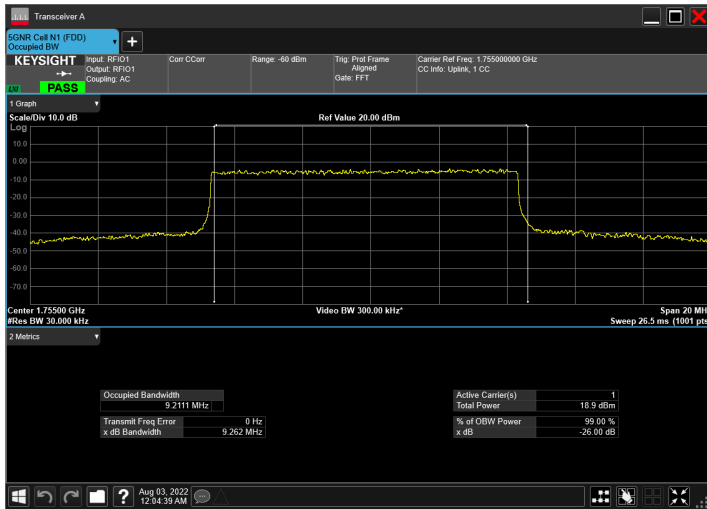 Transceiver A
5GNR Cell N1 (FDD)
Occupied BW
KEYSIGHT
LXI
PASS
Input: RFIO1
Output: RFIO1
Coupling: AC
Corr CCorr
Range: -60 dBm
Trig: Prot Frame
Aligned
Gate: FFT
Carrier Ref Freq: 1.755000000 GHz
CC Info: Uplink, 1 CC
1 Graph
Scale/Div 10.0 dB
Ref Value 20.00 dBm
Log
10.0
0.00
-10.0
-20.0
-30.0
-40.0
-50.0
-60.0
-70.0
Center 1.75500 GHz
Video BW 300.00 kHz*
Span 20 MH
#Res BW 30.000 kHz
Sweep 26.5 ms (1001 pts
2 Metrics
Occupied Bandwidth
9.2111 MHz
Transmit Freq Error 0 Hz
x dB Bandwidth 9.262 MHz
Active Carrier(s) 1
Total Power 18.9 dBm
% of OBW Power 99.00 %
x dB -26.00 dB
?
Aug 03, 2022
12:04:39 AM